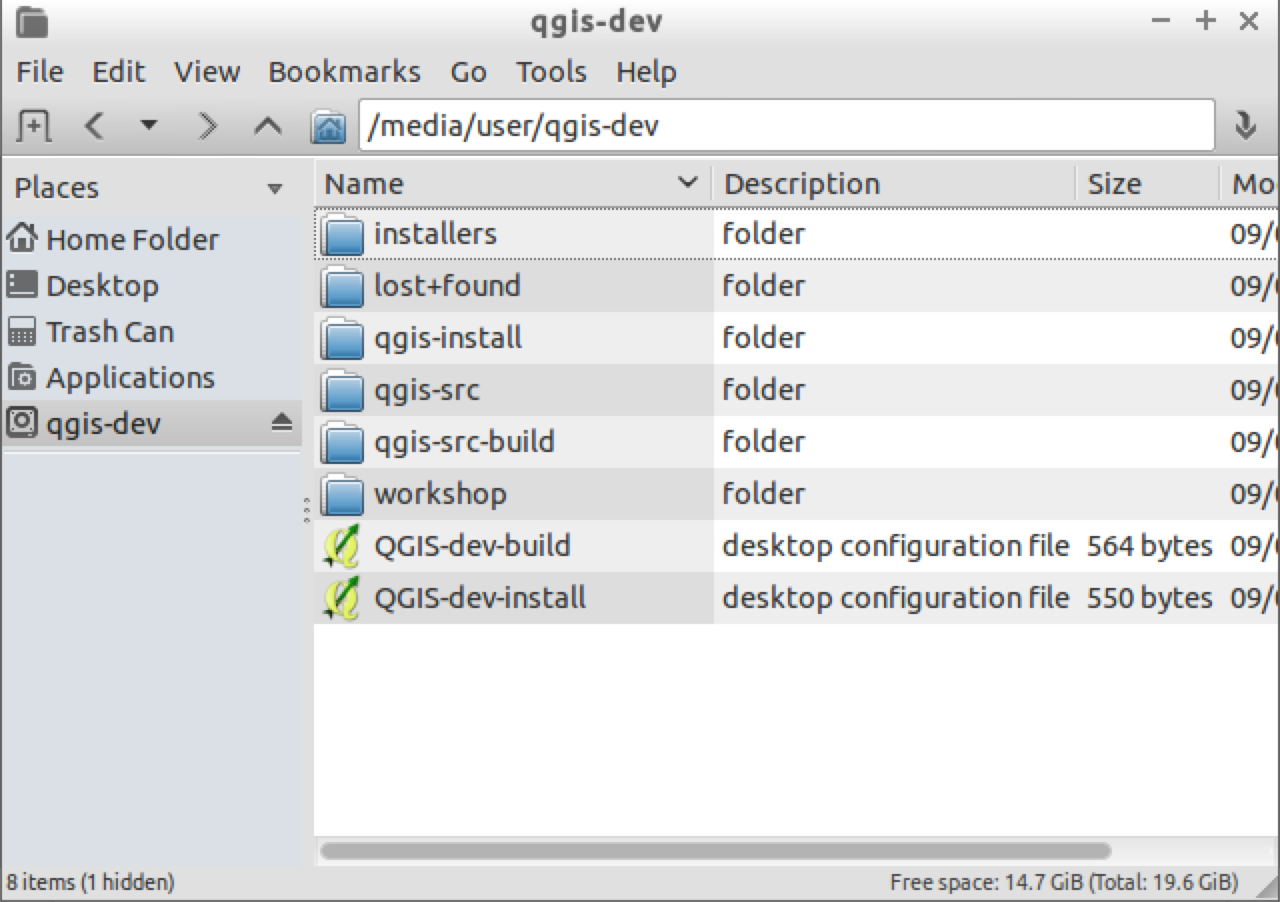 qgis-dev
File Edit View Bookmarks Go Tools Help
/media/user/qgis-dev
Places
Home Folder
Desktop
Trash Can
Applications
qgis-dev
Name Description Size Mo
installers folder 09/
lost+found folder 09/
qgis-install folder 09/
qgis-src folder 09/
qgis-src-build folder 09/
workshop folder 09/
QGIS-dev-build desktop configuration file 564 bytes 09/
QGIS-dev-install desktop configuration file 550 bytes 09/
8 items (1 hidden) Free space: 14.7 GiB (Total: 19.6 GiB)